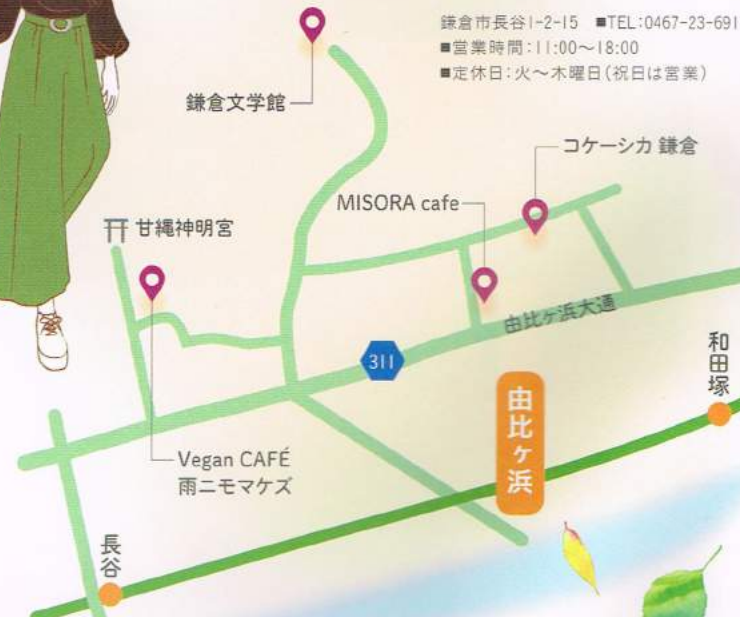 鎌倉市長谷1-2-15 ■TEL:0467-23-691
■営業時間:11:00~18:00
■定休日:火~木曜日(祝日は営業)
鎌倉文学館
コケーシカ 鎌倉
MISORA cafe
甘縄神明宮
由比ヶ浜大通
311
和田塚
由比ヶ浜
Vegan CAFÉ
雨ニモマケズ
長谷